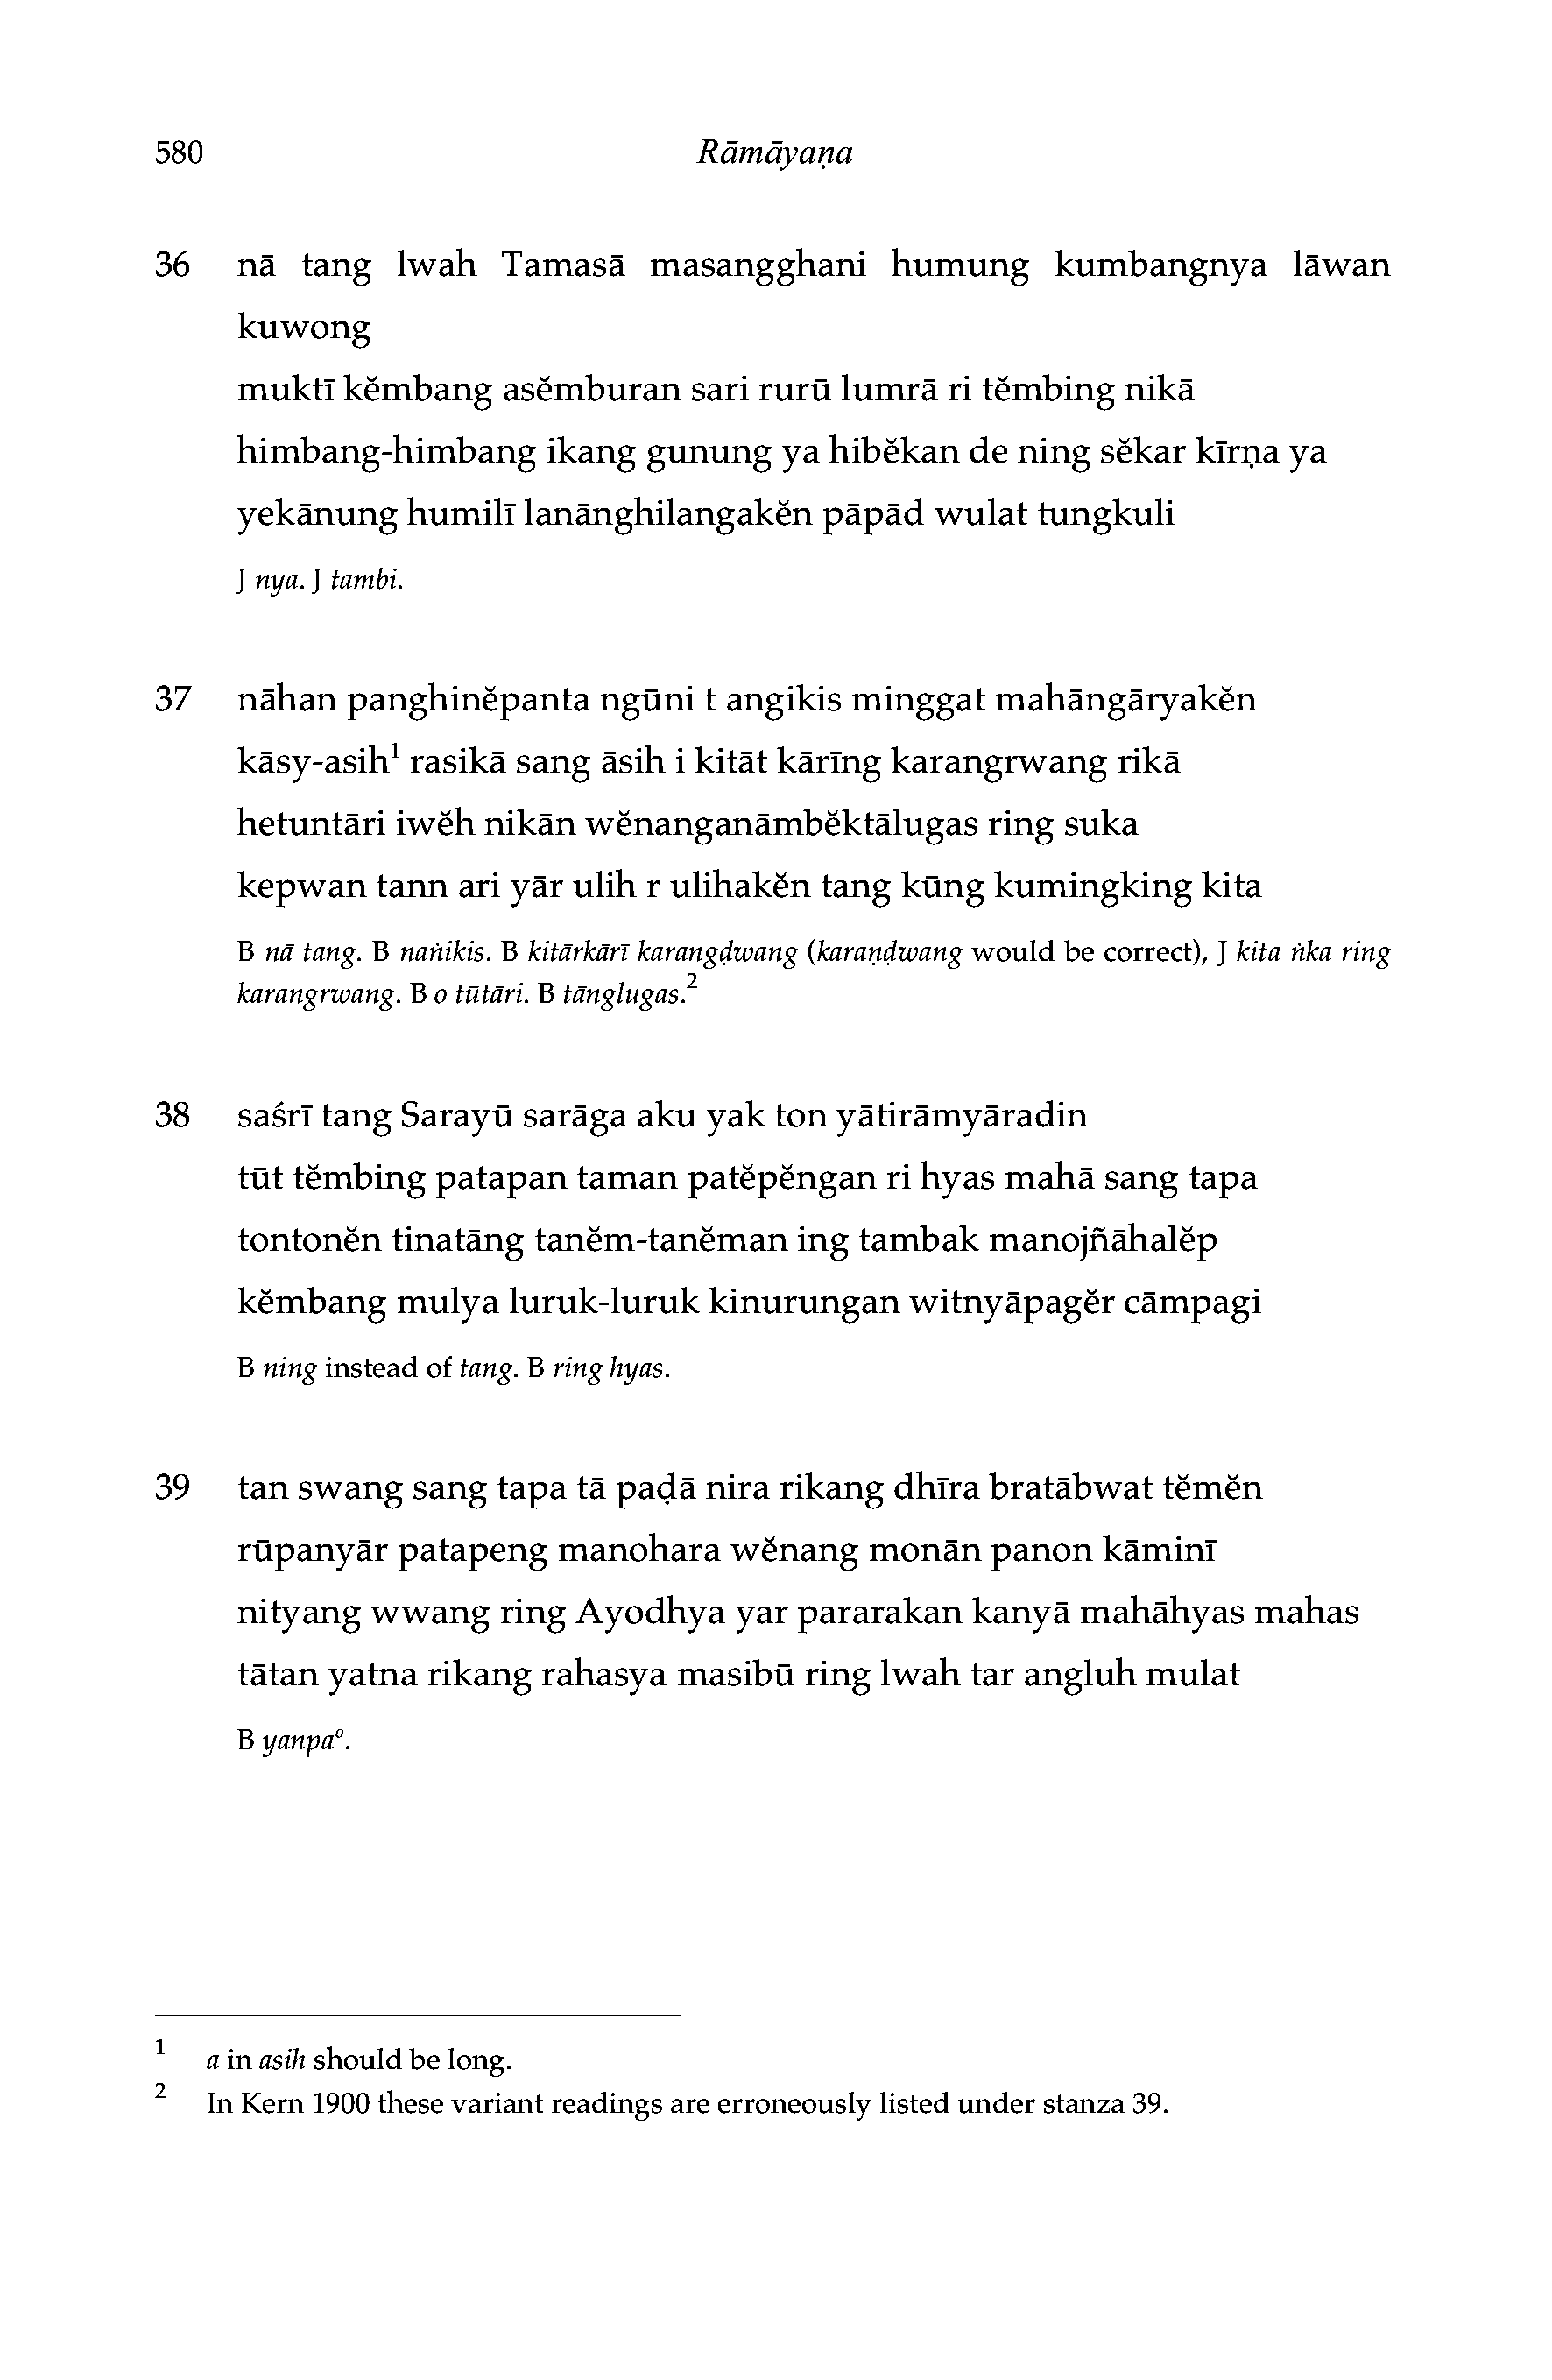 580 Rāmāyaṇa
36 nā tang lwah Tamasā masangghani humung kumbangnya lāwan
kuwong
muktī kĕmbang asĕmburan sari rurū lumrā ri tĕmbing nikā
himbang-himbang ikang gunung ya hibĕkan de ning sĕkar kīrṇa ya
yekānung humilī lanānghilangakĕn pāpād wulat tungkuli
J nya. J tambi.
37 nāhan panghinĕpanta ngūni t angikis minggat mahāngāryakĕn
kāsy-asih¹ rasikā sang āsih i kitāt kārīng karangrwang rikā
hetuntāri iwĕh nikān wĕnanganāmbĕktālugas ring suka
kepwan tann ari yār ulih r ulihakĕn tang kūng kumingking kita
B nā tang. B naṅikis. B kitārkārī karangḍwang (karaṇḍwang would be correct), J kita ṅka ring
karangrwang. B o tūtāri. B tānglugas.²
38 saśrī tang Sarayū sarāga aku yak ton yātirāmyāradin
tūt tĕmbing patapan taman patĕpĕngan ri hyas mahā sang tapa
tontonĕn tinatāng tanĕm-tanĕman ing tambak manojñāhalĕp
kĕmbang mulya luruk-luruk kinurungan witnyāpagĕr cāmpagi
B ning instead of tang. B ring hyas.
39 tan swang sang tapa tā paḍā nira rikang dhīra bratābwat tĕmĕn
rūpanyār patapeng manohara wĕnang monān panon kāminī
nityang wwang ring Ayodhya yar pararakan kanyā mahāhyas mahas
tātan yatna rikang rahasya masibū ring lwah tar angluh mulat
B yanpaº.
1 a in asih should be long.
2 In Kern 1900 these variant readings are erroneously listed under stanza 39.